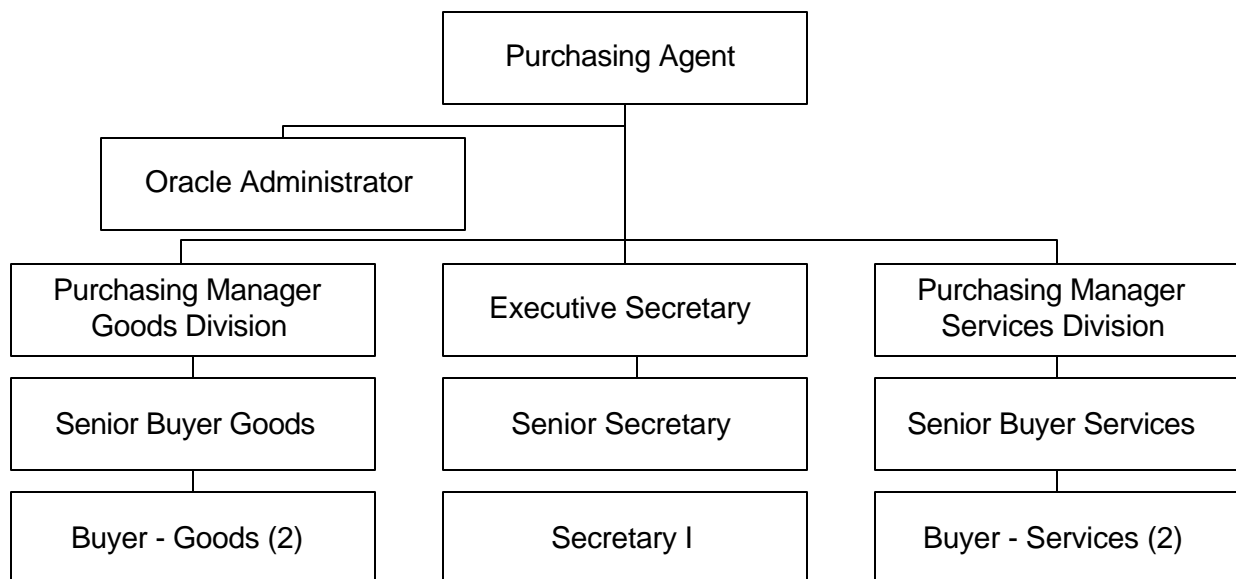 Purchasing Agent
Oracle Administrator
Purchasing Manager
Goods Division
Executive Secretary
Purchasing Manager
Services Division
Senior Buyer Goods
Senior Secretary
Senior Buyer Services
Buyer - Goods (2)
Secretary I
Buyer - Services (2)